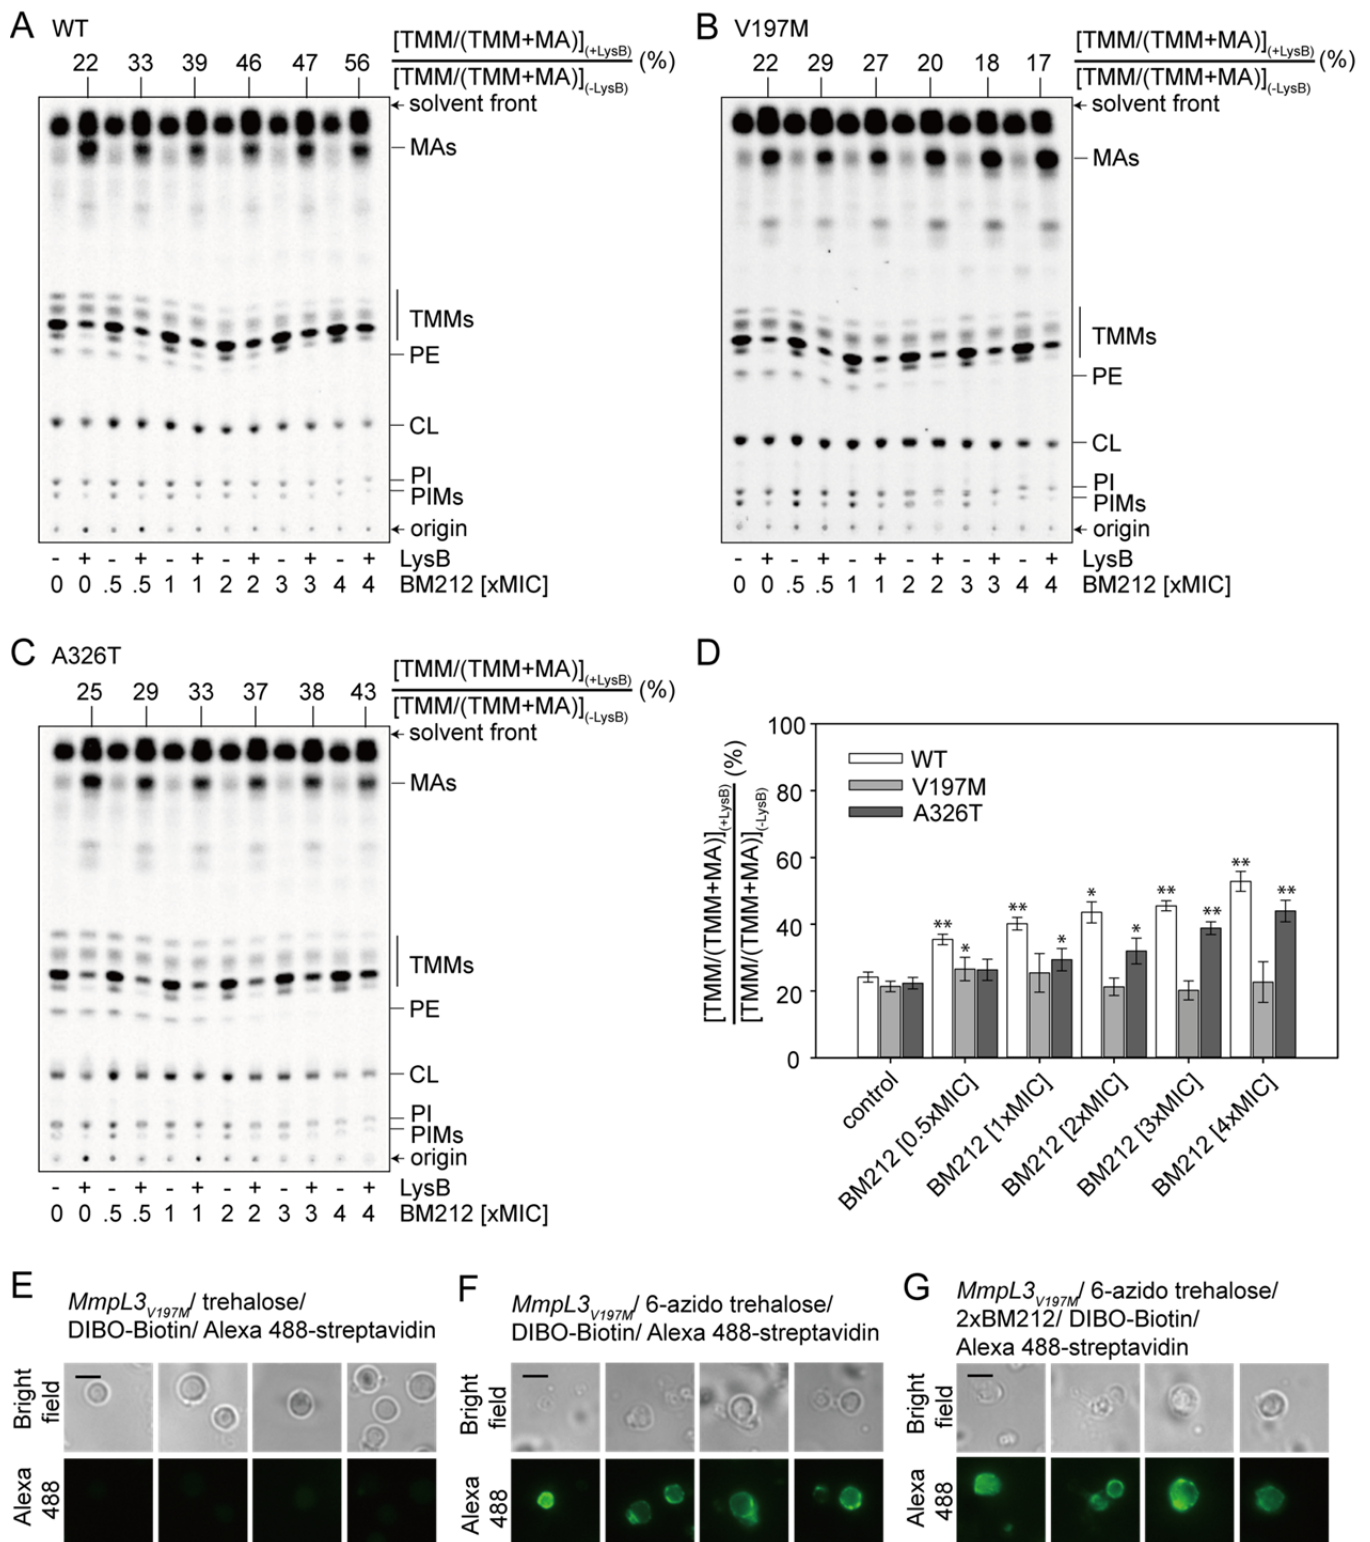 A WT
[TMM/(TMM+MA)](+LysB)
22 33 39 46 47 56 (%)
[TMM/(TMM+MA)](-LysB)
solvent front
MAs
TMMs
PE
CL
PI
PIMs
origin
- + - + - + - + - + - + LysB
0 0 .5 .5 1 1 2 2 3 3 4 4 BM212 [xMIC]
B V197M
[TMM/(TMM+MA)](+LysB)
22 29 27 20 18 17 (%)
[TMM/(TMM+MA)](-LysB)
solvent front
MAs
TMMs
PE
CL
PI
PIMs
origin
- + - + - + - + - + - + LysB
0 0 .5 .5 1 1 2 2 3 3 4 4 BM212 [xMIC]
C A326T
[TMM/(TMM+MA)](+LysB)
25 29 33 37 38 43 (%)
[TMM/(TMM+MA)](-LysB)
solvent front
MAs
TMMs
PE
CL
PI
PIMs
origin
- + - + - + - + - + - + LysB
0 0 .5 .5 1 1 2 2 3 3 4 4 BM212 [xMIC]
D
[TMM/(TMM+MA)](+LysB)
[TMM/(TMM+MA)](-LysB)
(%)
100
80
60
40
20
0
WT
V197M
A326T
** *
** *
* *
** **
** **
control
BM212 [0.5xMIC]
BM212 [1xMIC]
BM212 [2xMIC]
BM212 [3xMIC]
BM212 [4xMIC]
E MmpL3V197M/ trehalose/
DIBO-Biotin/ Alexa 488-streptavidin
Bright
field
Alexa
488
F MmpL3V197M/ 6-azido trehalose/
DIBO-Biotin/ Alexa 488-streptavidin
Bright
field
Alexa
488
G MmpL3V197M/ 6-azido trehalose/
2xBM212/ DIBO-Biotin/
Alexa 488-streptavidin
Bright
field
Alexa
488